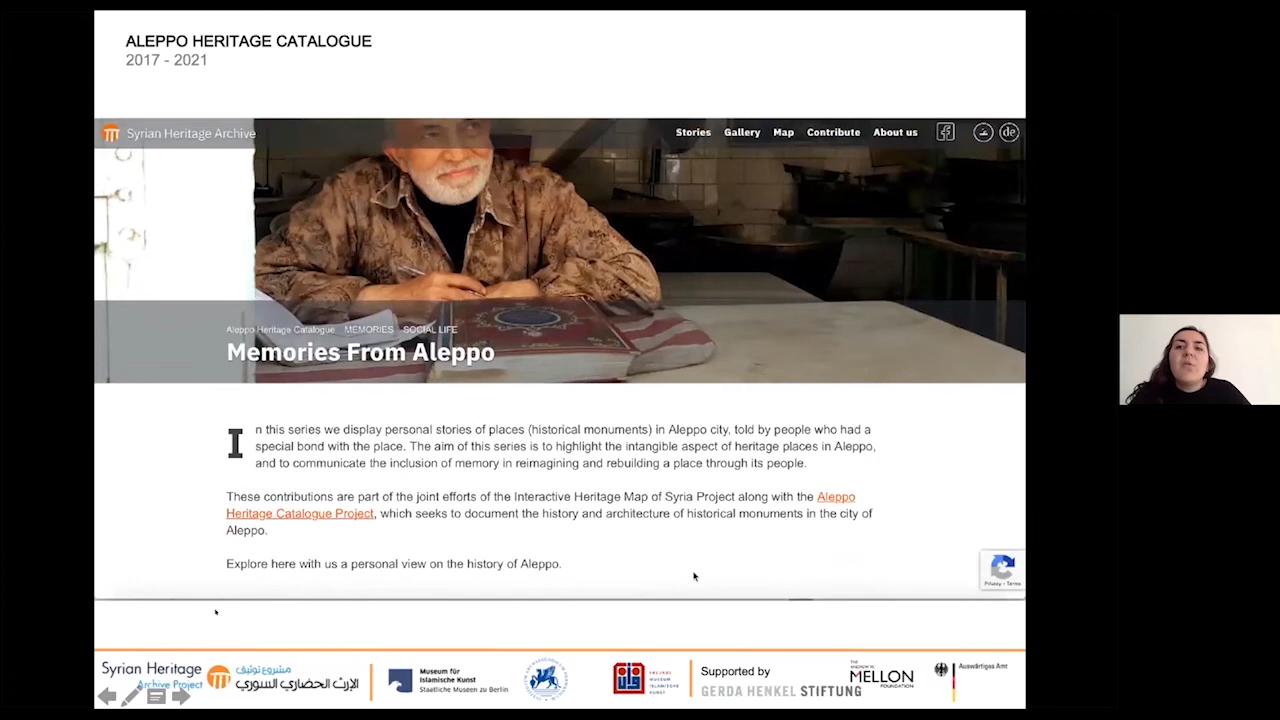 ALEPPO HERITAGE CATALOGUE
2017 - 2021
Syrian Heritage Archive
Stories Gallery Map Contribute About us de
Aleppo Heritage Catalogue MEMORIES SOCIAL LIFE
Memories From Aleppo
In this series we display personal stories of places (historical monuments) in Aleppo city, told by people who had a
special bond with the place. The aim of this series is to highlight the intangible aspect of heritage places in Aleppo,
and to communicate the inclusion of memory in reimagining and rebuilding a place through its people.
These contributions are part of the joint efforts of the Interactive Heritage Map of Syria Project along with the Aleppo
Heritage Catalogue Project, which seeks to document the history and architecture of historical monuments in the city of
Aleppo.
Explore here with us a personal view on the history of Aleppo.
Privacy - Terms
Syrian Heritage
Archive Project
مشروع توثيق
الإرث الحضاري السوري
Museum für
Islamische Kunst
Staatliche Museen zu Berlin
FREUNDE
MUSEUM
ISLAMISCHE
KUNST
Supported by
GERDA HENKEL STIFTUNG
THE
ANDREW W.
MELLON
FOUNDATION
Auswärtiges Amt